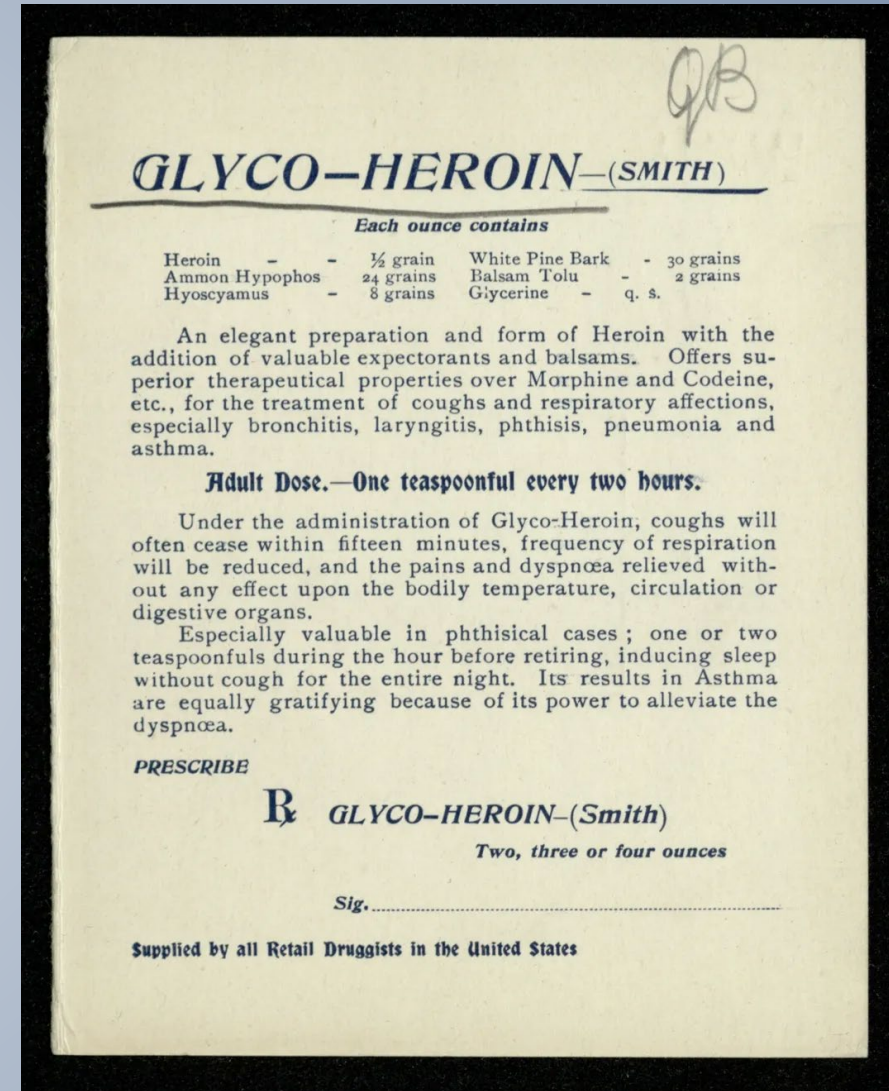 QB
GLYCO—HEROIN—(SMITH)
Each ounce contains
Heroin - - ½ grain White Pine Bark - 30 grains
Ammon Hypophos 24 grains Balsam Tolu - 2 grains
Hyoscyamus - 8 grains Glycerine - q. s.
An elegant preparation and form of Heroin with the
addition of valuable expectorants and balsams. Offers su-
perior therapeutical properties over Morphine and Codeine,
etc., for the treatment of coughs and respiratory affections,
especially bronchitis, laryngitis, phthisis, pneumonia and
asthma.
Adult Dose.—One teaspoonful every two hours.
Under the administration of Glyco-Heroin, coughs will
often cease within fifteen minutes, frequency of respiration
will be reduced, and the pains and dyspnœa relieved with-
out any effect upon the bodily temperature, circulation or
digestive organs.
Especially valuable in phthisical cases ; one or two
teaspoonfuls during the hour before retiring, inducing sleep
without cough for the entire night. Its results in Asthma
are equally gratifying because of its power to alleviate the
dyspnœa.
PRESCRIBE
℞ GLYCO-HEROIN-(Smith)
Two, three or four ounces
Sig.
Supplied by all Retail Druggists in the United States